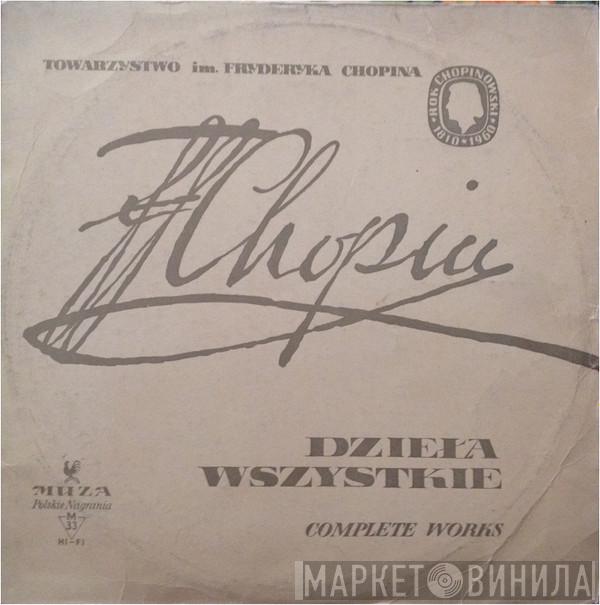 TOWARZYSTWO im. FRYDERYKA CHOPINA
ROK CHOPINOWSKI
1810 * 1960
FChopin
DZIEŁA
WSZYSTKIE
COMPLETE WORKS
MUZA
Polskie Nagrania
M
33
HI-FI
МАРКЕТ ВИНИЛА